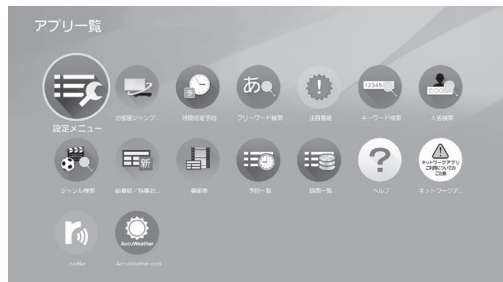 アプリ一覧
設定メニュー
お部屋ジャンプ...
予
時間指定予約
あ
フリーワード検索
注目番組
12345
キーワード検索
人名検索
ジャンル検索
新
新番組/特番お...
番組表
予約一覧
録画一覧
?
ヘルプ
ネットワークアプリ
ご利用についての
ご注意
ネットワークア...
r
radiko
AccuWeather
AccuWeather.com